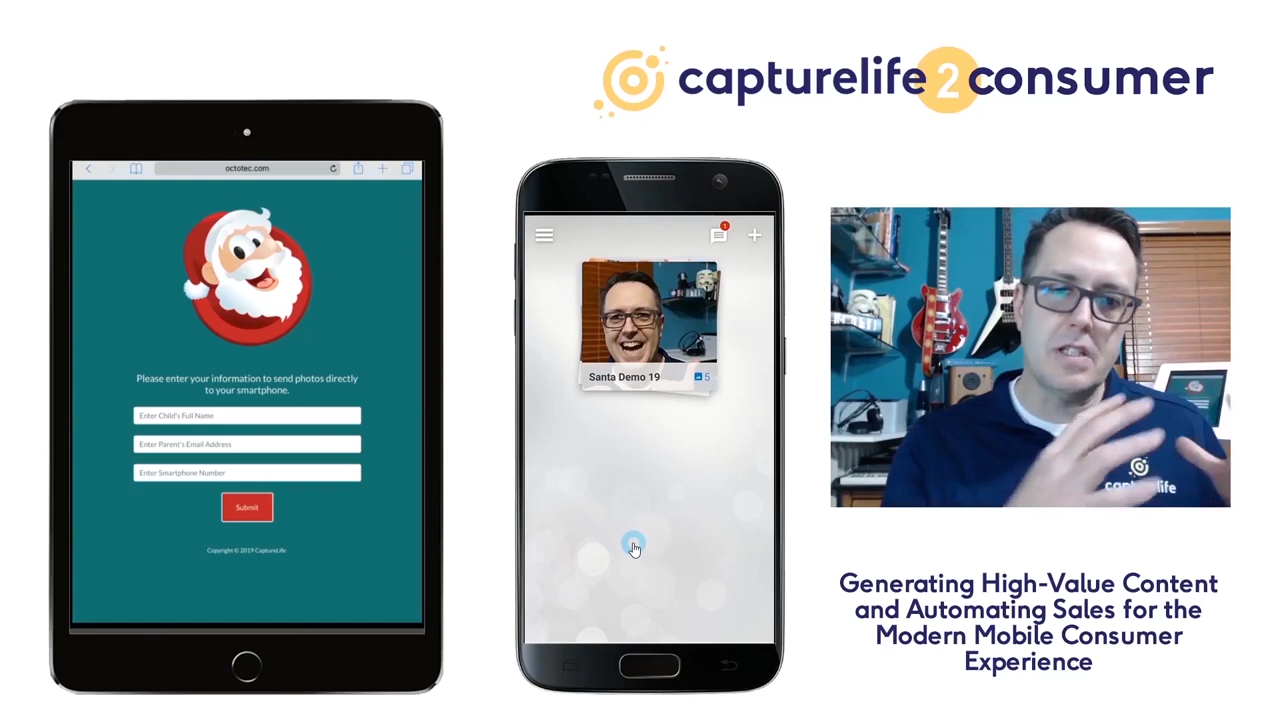 capturelife2consumer
octotec.com
Please enter your information to send photos directly
to your smartphone.
Enter Child's Full Name
Enter Parent's Email Address
Enter Smartphone Number
Submit
Copyright © 2019 CaptureLife
1
Santa Demo 19
5
capturelife
Generating High-Value Content
and Automating Sales for the
Modern Mobile Consumer
Experience